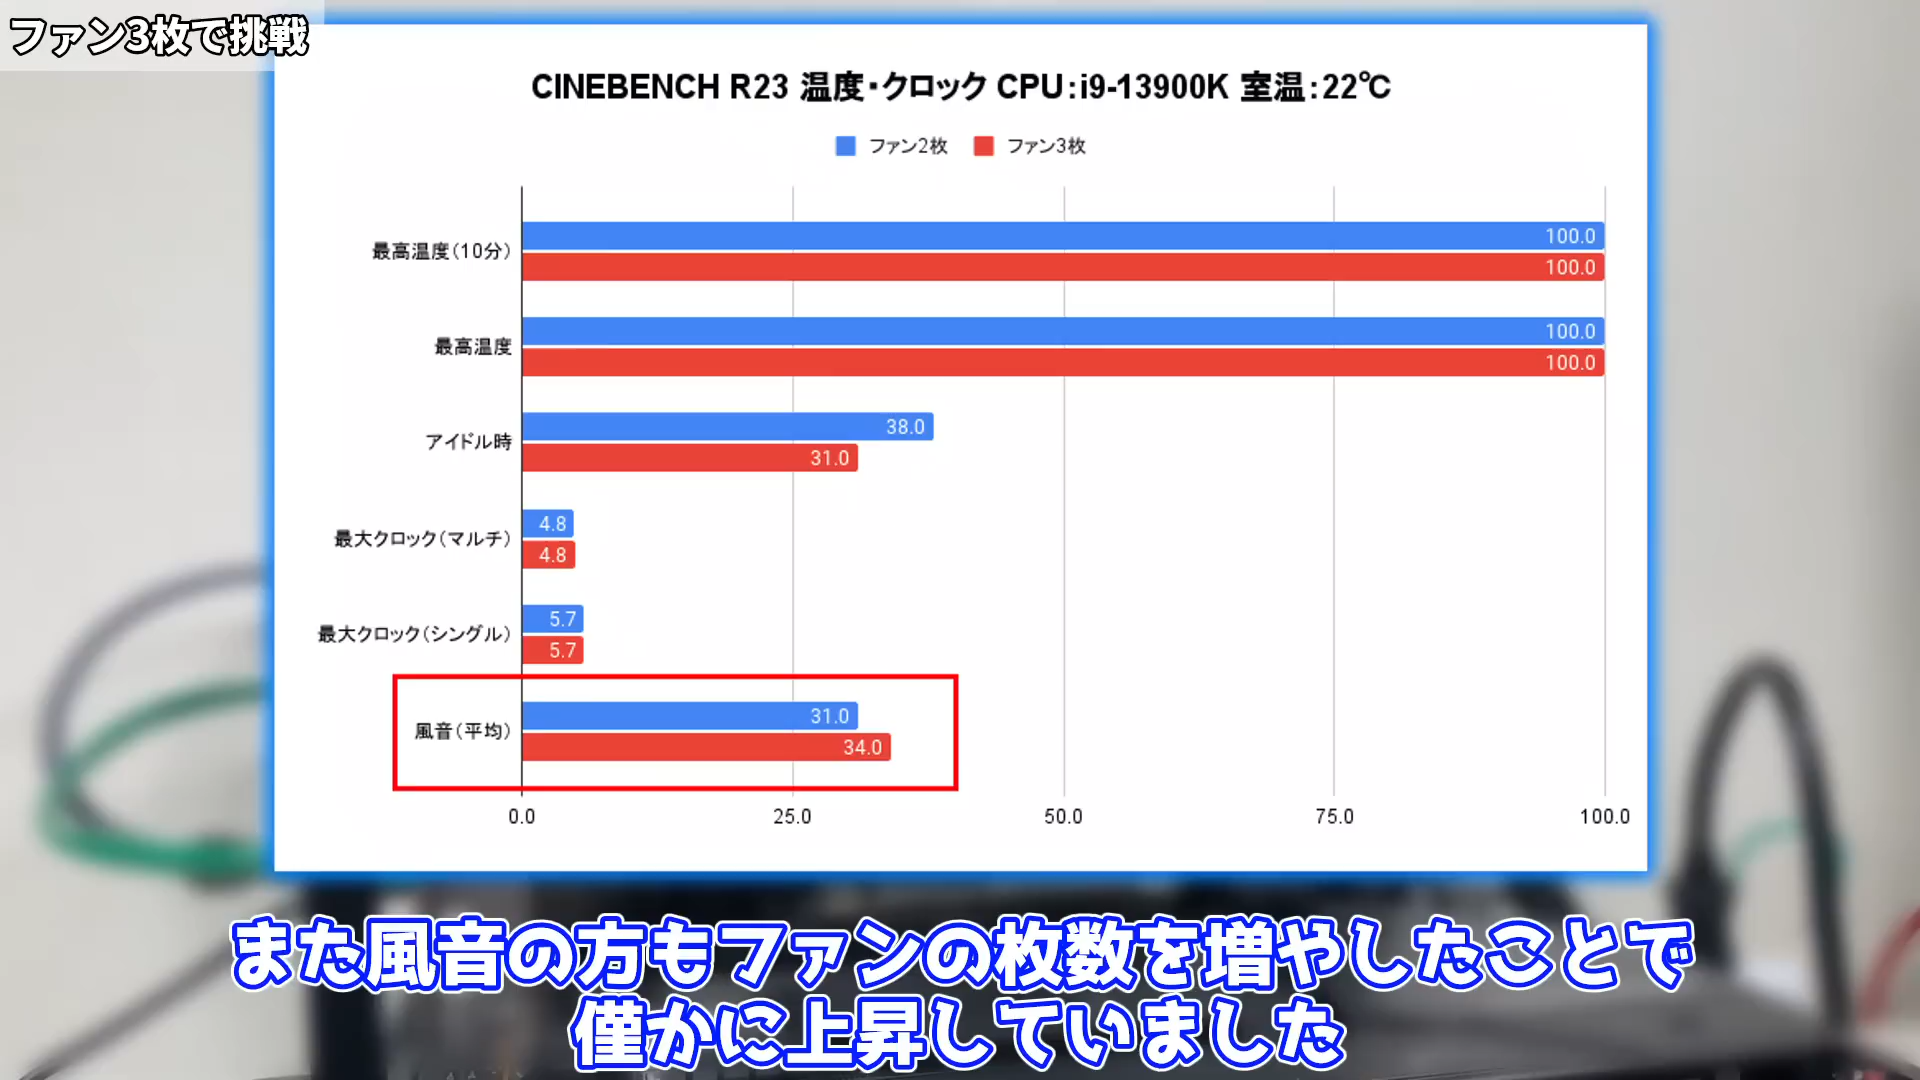 ファン3枚で挑戦
CINEBENCH R23 温度・クロック CPU：i9-13900K 室温：22℃
ファン2枚 ファン3枚
最高温度（10分）
100.0
100.0
最高温度
100.0
100.0
アイドル時
38.0
31.0
最大クロック（マルチ）
4.8
4.8
最大クロック（シングル）
5.7
5.7
風音（平均）
31.0
34.0
0.0 25.0 50.0 75.0 100.0
また風音の方もファンの枚数を増やしたことで
僅かに上昇していました